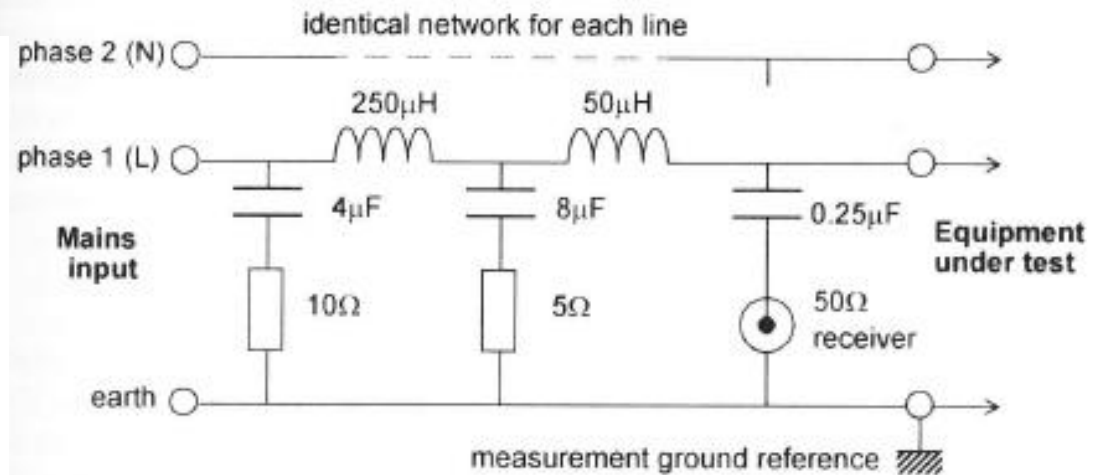 identical network for each line
phase 2 (N)
250μH
50μH
phase 1 (L)
4μF
8μF
0.25μF
Mains
input
Equipment
under test
10Ω
5Ω
50Ω
receiver
earth
measurement ground reference